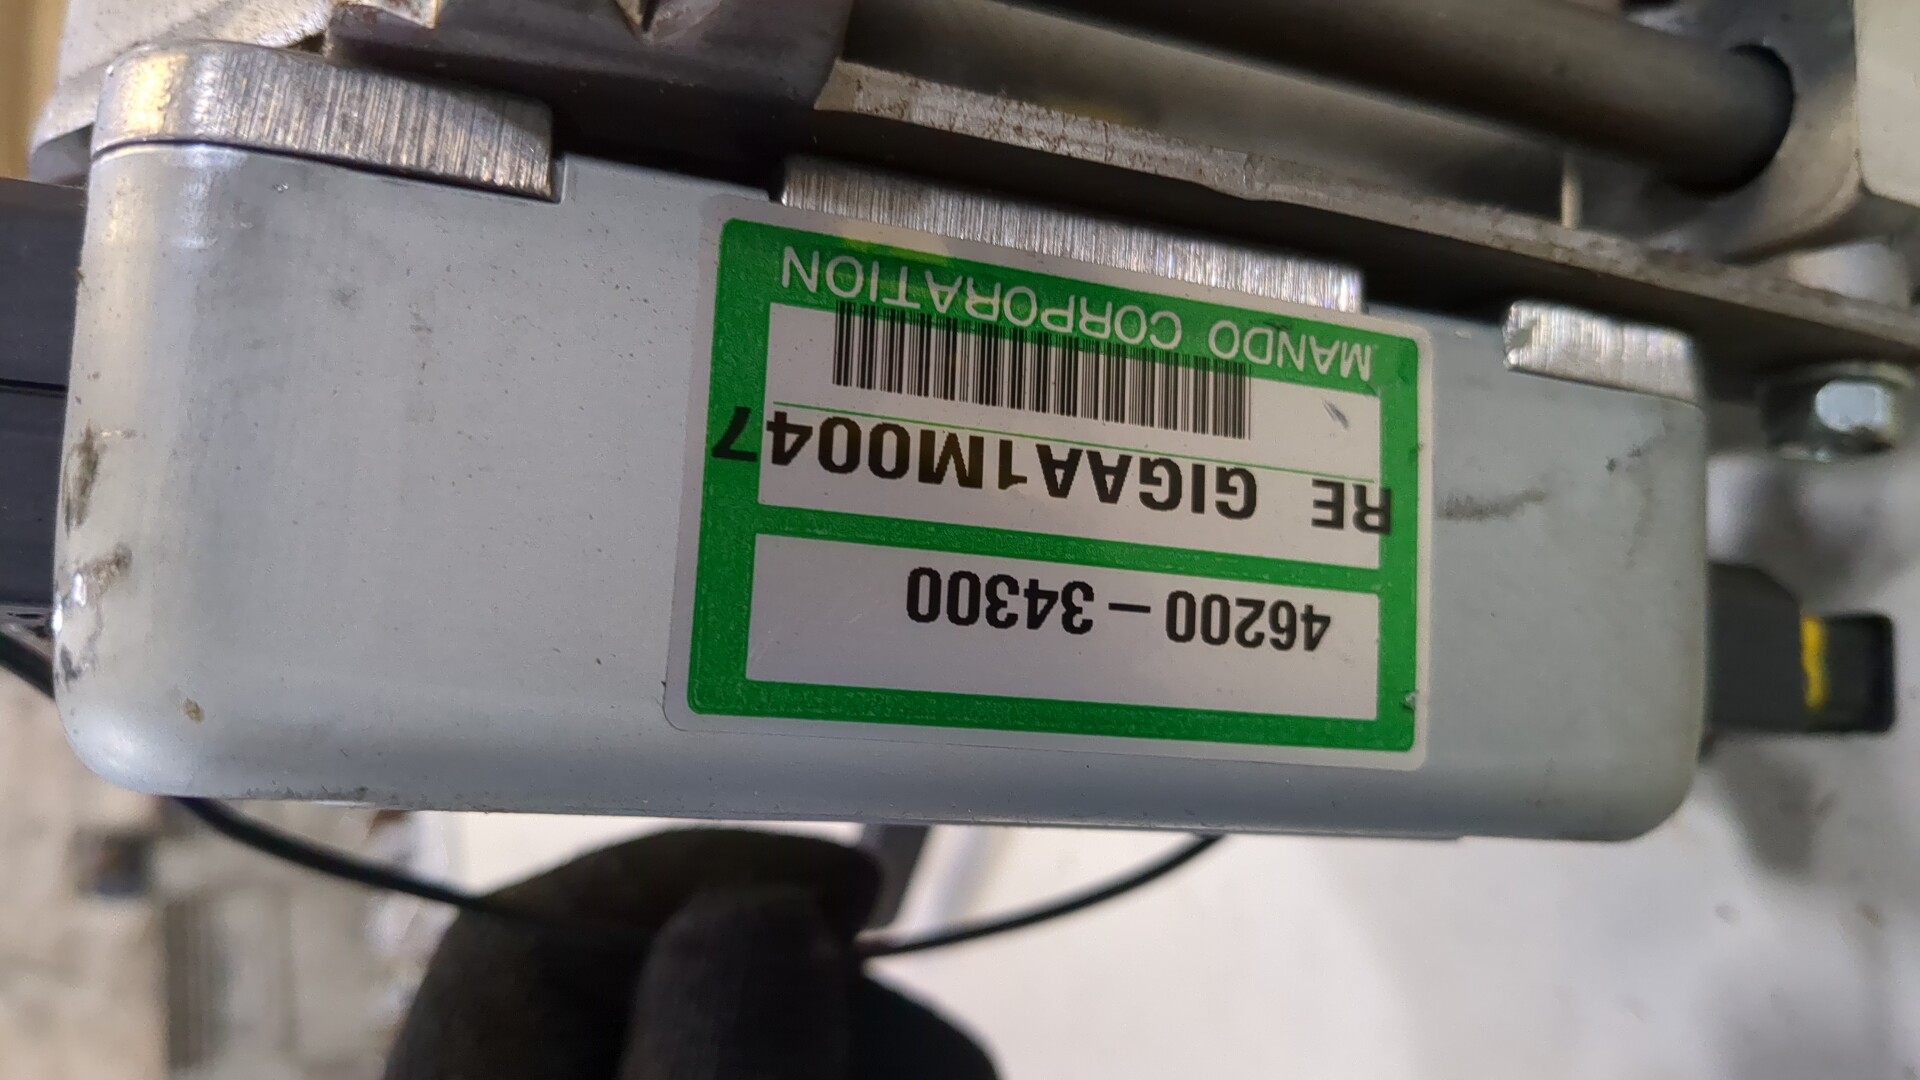 46200-34300
RE GIGAA1M0047
MANDO CORPORATION